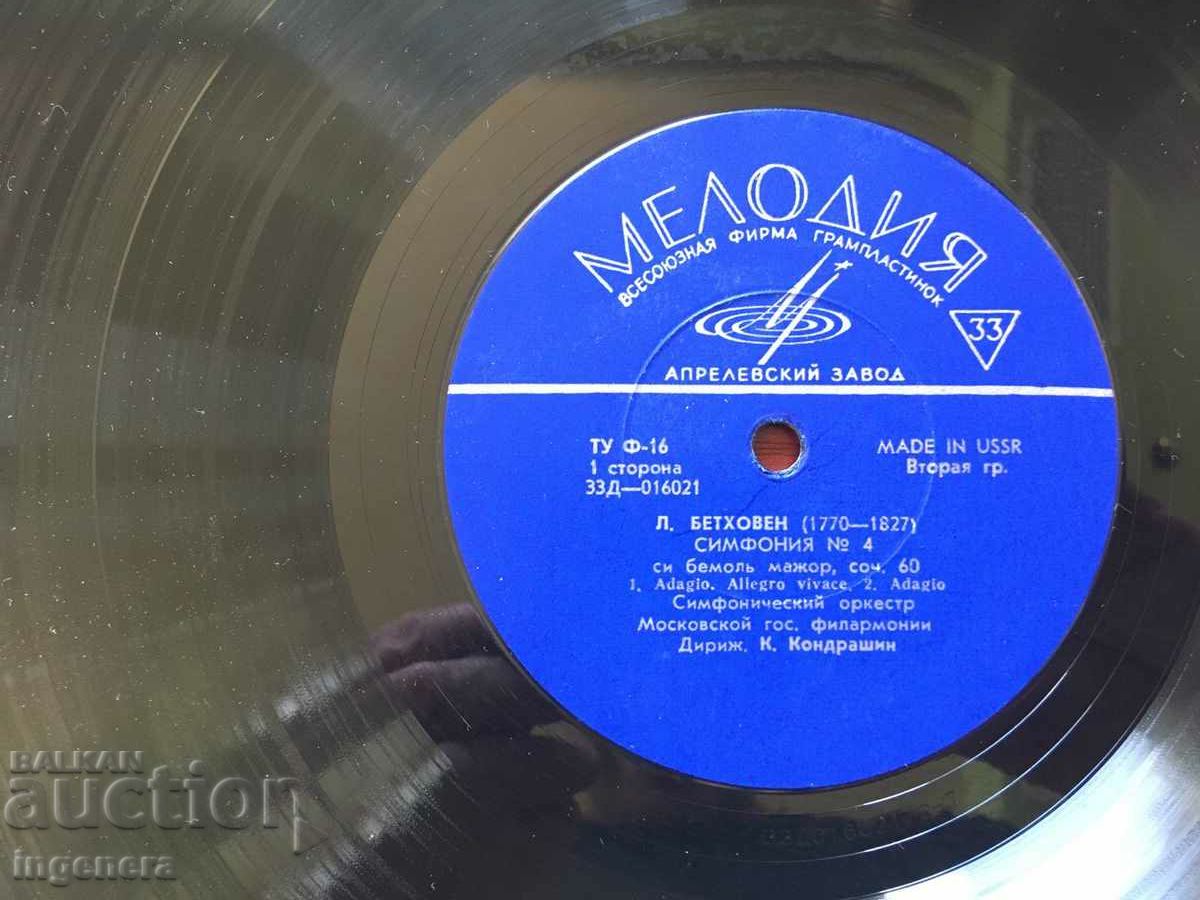 МЕЛОДИЯ
ВСЕСОЮЗНАЯ ФИРМА ГРАМПЛАСТИНОК
33
АПРЕЛЕВСКИЙ ЗАВОД
ТУ Ф-16
1 сторона
33Д—016021
MADE IN USSR
Вторая гр.
Л. БЕТХОВЕН (1770—1827)
СИМФОНИЯ № 4
си бемоль мажор, соч. 60
1. Adagio. Allegro vivace. 2. Adagio
Симфонический оркестр
Московской гос. филармонии
Дириж. К. Кондрашин
BALKAN
auction
ingenera